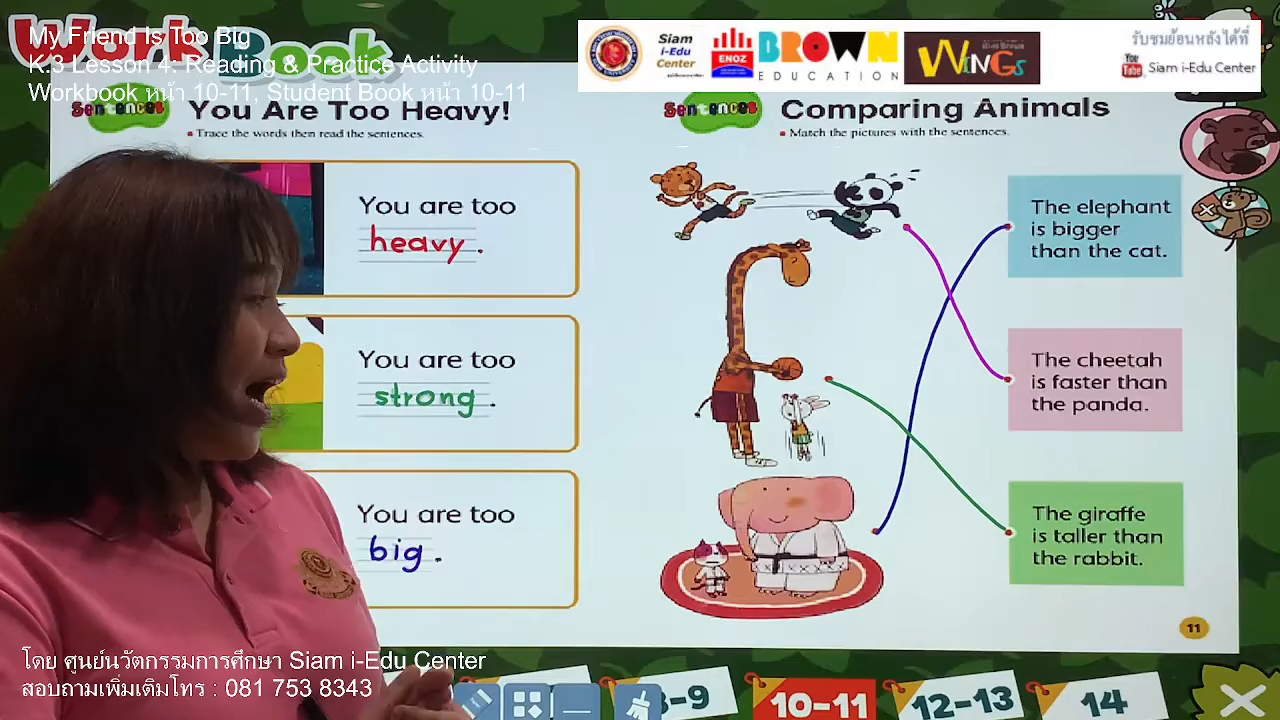 Work Book
My Friend Is Too Big
K.3 Lesson 4: Reading & Practice Activity
Workbook หน้า 10-11, Student Book หน้า 10-11
Siam
i-Edu
Center
ENOZ
BROWN
EDUCATION
WINGS
รับชมย้อนหลังได้ที่
You Tube Siam i-Edu Center
Sentences
You Are Too Heavy!
Trace the words then read the sentences.
You are too
heavy.
You are too
strong.
You are too
big.
Sentences
Comparing Animals
Match the pictures with the sentences.
The elephant
is bigger
than the cat.
The cheetah
is faster than
the panda.
The giraffe
is taller than
the rabbit.
11
โดย ศูนย์นวัตกรรมการศึกษา Siam i-Edu Center
สอบถามเพิ่มเติมโทร : 081 753 8343
-9
10-11
12-13
14